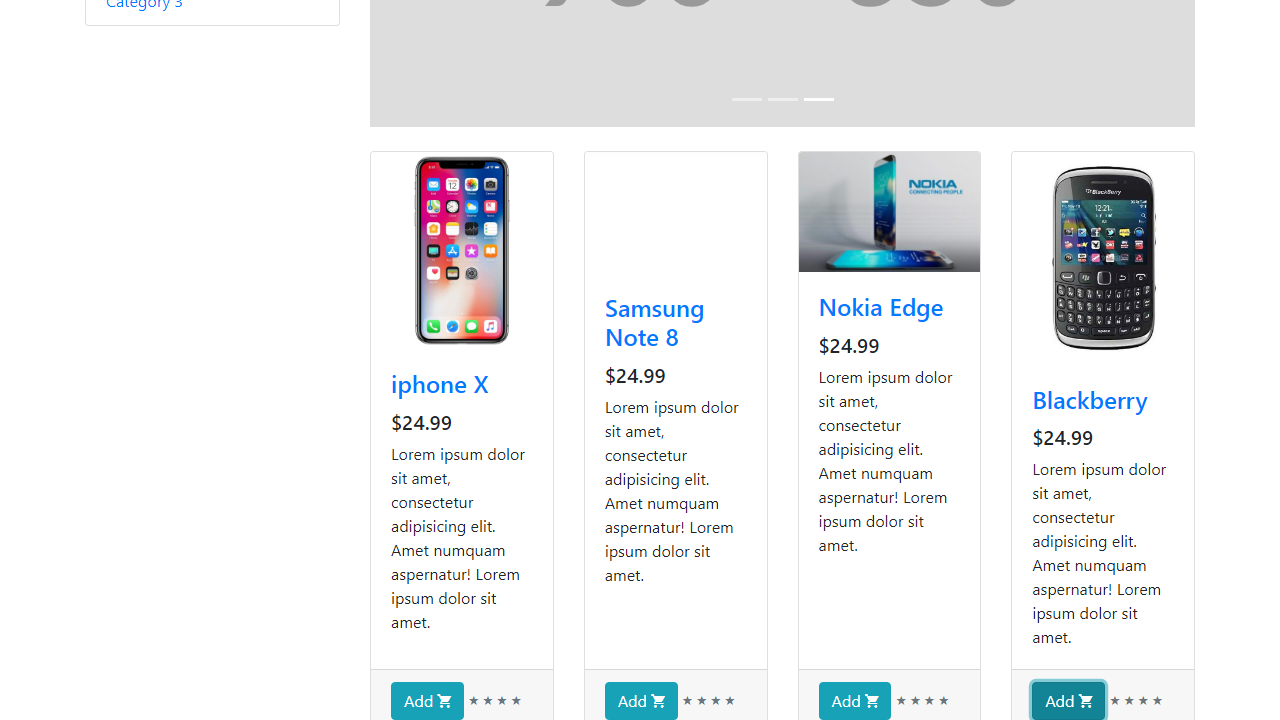 Category 3
NOKIA
CONNECTING PEOPLE
BlackBerry
iphone X
$24.99
Lorem ipsum dolor
sit amet,
consectetur
adipisicing elit.
Amet numquam
aspernatur! Lorem
ipsum dolor sit
amet.
Add ★ ★ ★ ★
Samsung
Note 8
$24.99
Lorem ipsum dolor
sit amet,
consectetur
adipisicing elit.
Amet numquam
aspernatur! Lorem
ipsum dolor sit
amet.
Add ★ ★ ★ ★
Nokia Edge
$24.99
Lorem ipsum dolor
sit amet,
consectetur
adipisicing elit.
Amet numquam
aspernatur! Lorem
ipsum dolor sit
amet.
Add ★ ★ ★ ★
Blackberry
$24.99
Lorem ipsum dolor
sit amet,
consectetur
adipisicing elit.
Amet numquam
aspernatur! Lorem
ipsum dolor sit
amet.
Add ★ ★ ★ ★